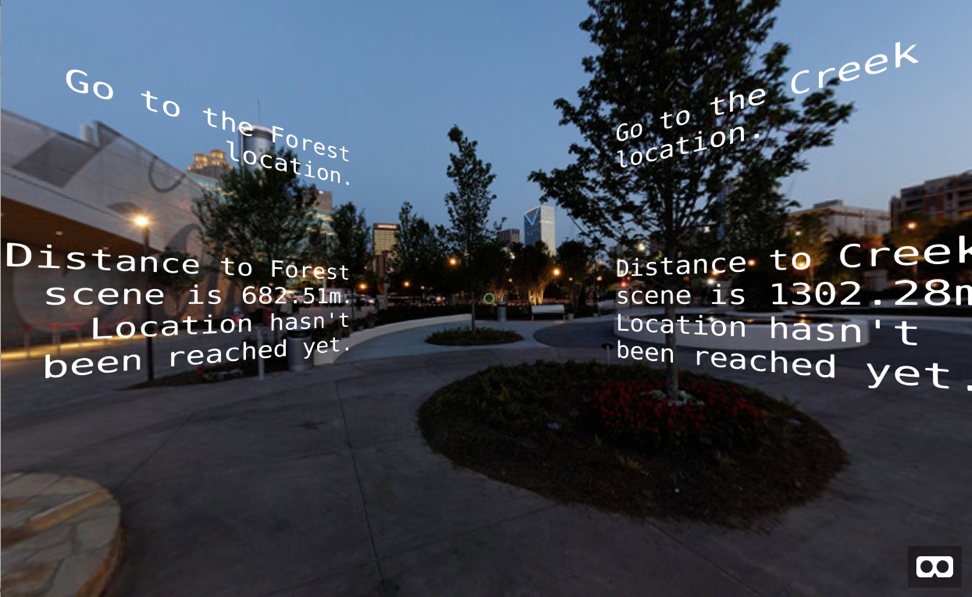 Go to the Forest
location.
Go to the Creek
location.
Distance to Forest
scene is 682.51m.
Location hasn't
been reached yet.
Distance to Creek
scene is 1302.28m
Location hasn't
been reached yet.